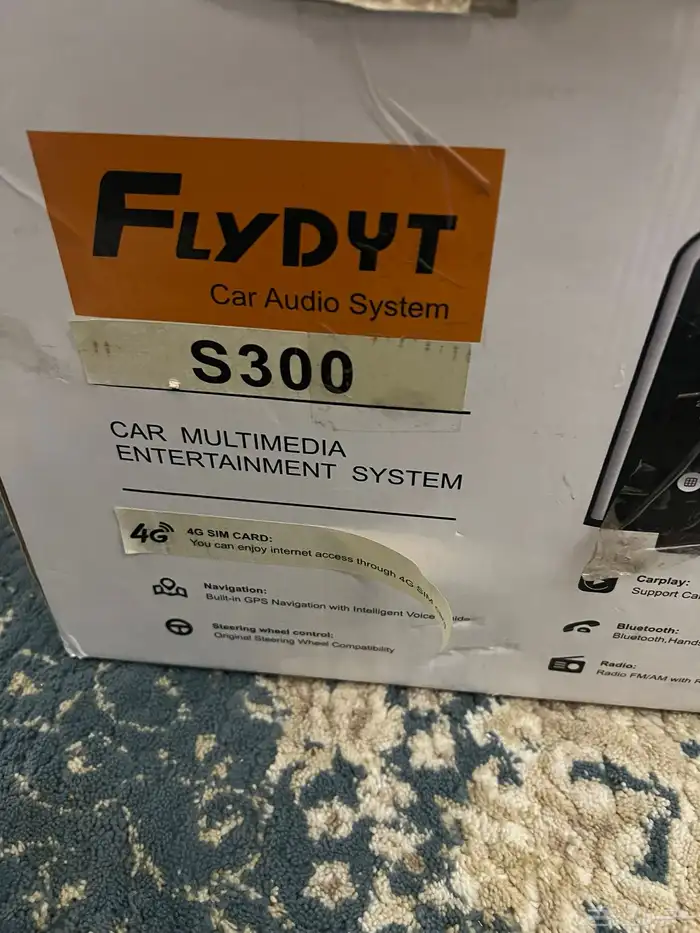 FLYDYT
Car Audio System
S300
CAR MULTIMEDIA
ENTERTAINMENT SYSTEM
4G
4G SIM CARD:
You can enjoy internet access through 4G SIM
Navigation:
Built-in GPS Navigation with Intelligent Voice
Steering wheel control:
Original Steering Wheel Compatibility
Carplay:
Support
Bluetooth:
Bluetooth,
Radio:
Radio FM/AM with